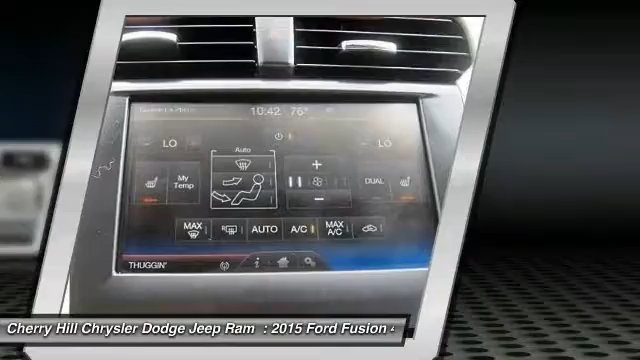 10:42 76°
LO
LO
Auto
My
Temp
+
DUAL
−
MAX
R
AUTO
A/C
MAX
A/C
THUGGIN'
i
Cherry Hill Chrysler Dodge Jeep Ram : 2015 Ford Fusion 4